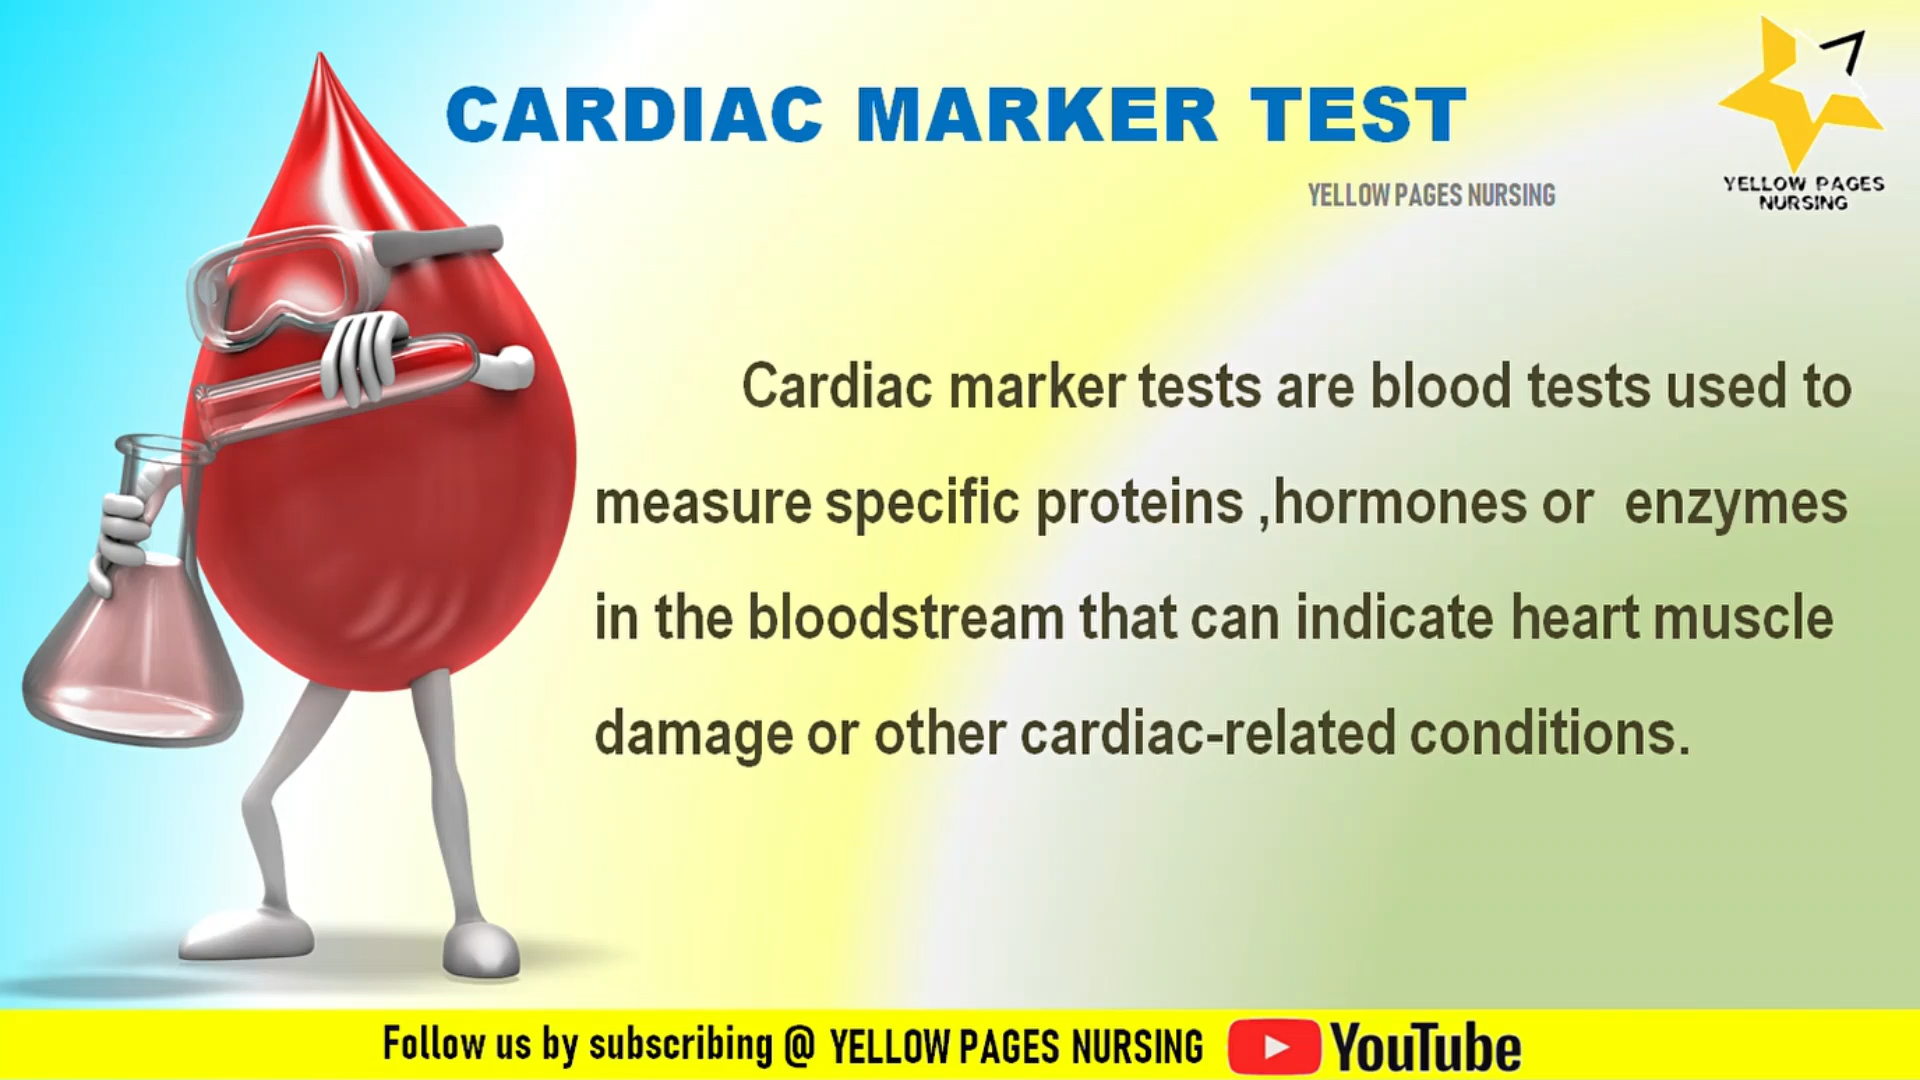 CARDIAC MARKER TEST
YELLOW PAGES NURSING
YELLOW PAGES
NURSING
Cardiac marker tests are blood tests used to
measure specific proteins ,hormones or enzymes
in the bloodstream that can indicate heart muscle
damage or other cardiac-related conditions.
Follow us by subscribing @ YELLOW PAGES NURSING YouTube